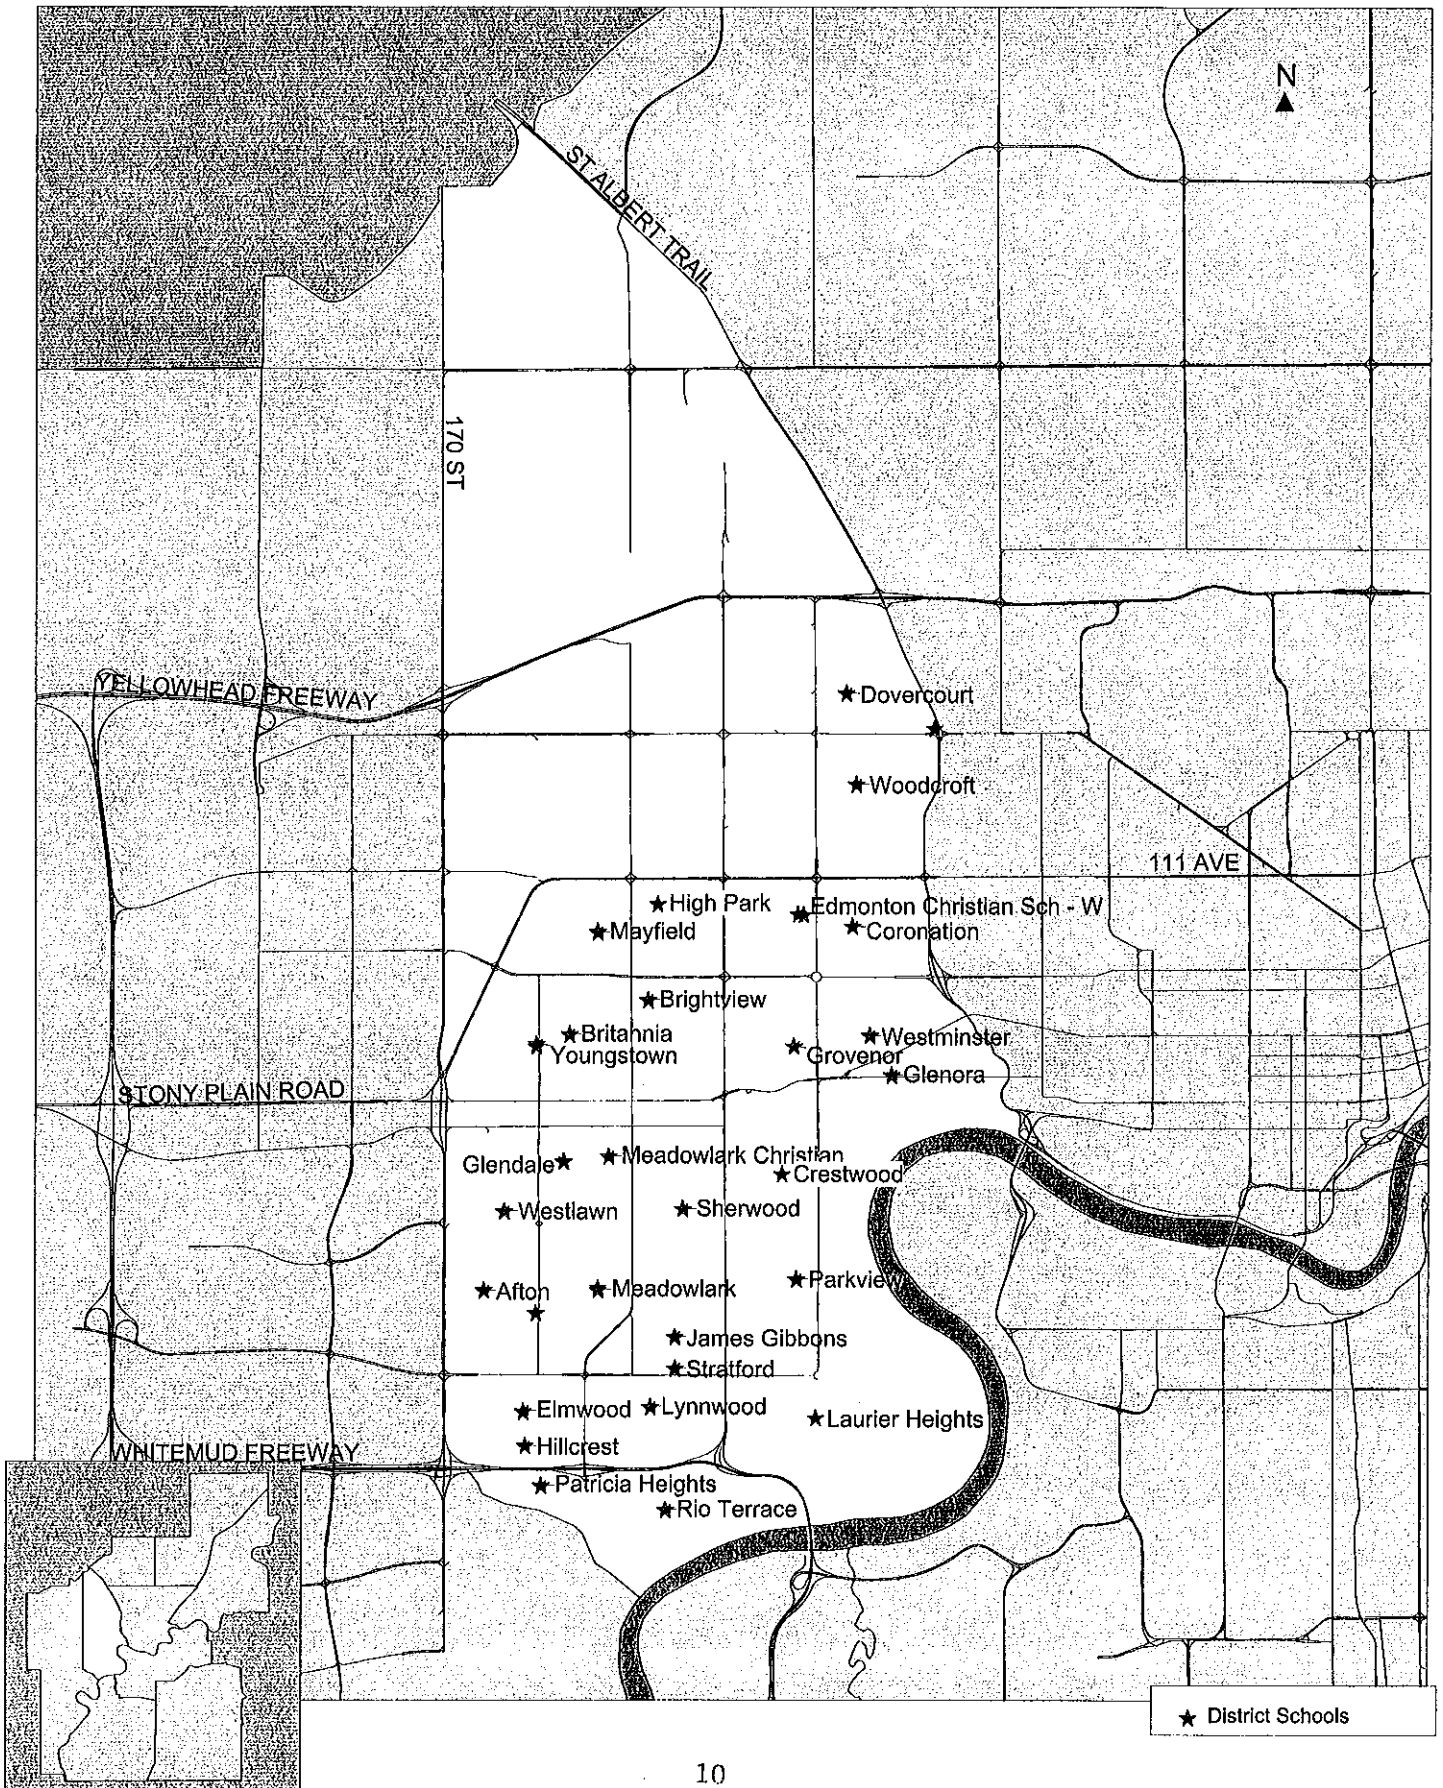 N
ST ALBERT TRAIL
170 ST
YELLOWHEAD FREEWAY
Dovercourt
Woodcroft
111 AVE
High Park
Edmonton Christian Sch - W
Mayfield
Coronation
Brightview
Britannia
Westminster
Youngstown
Grovenor
Glenora
STONY PLAIN ROAD
Meadowlark Christian
Glendale
Crestwood
Westlawn
Sherwood
Parkview
Afton
Meadowlark
James Gibbons
Stratford
Elmwood
Lynnwood
Laurier Heights
Hillcrest
WHITEMUD FREEWAY
Patricia Heights
Rio Terrace
District Schools
10